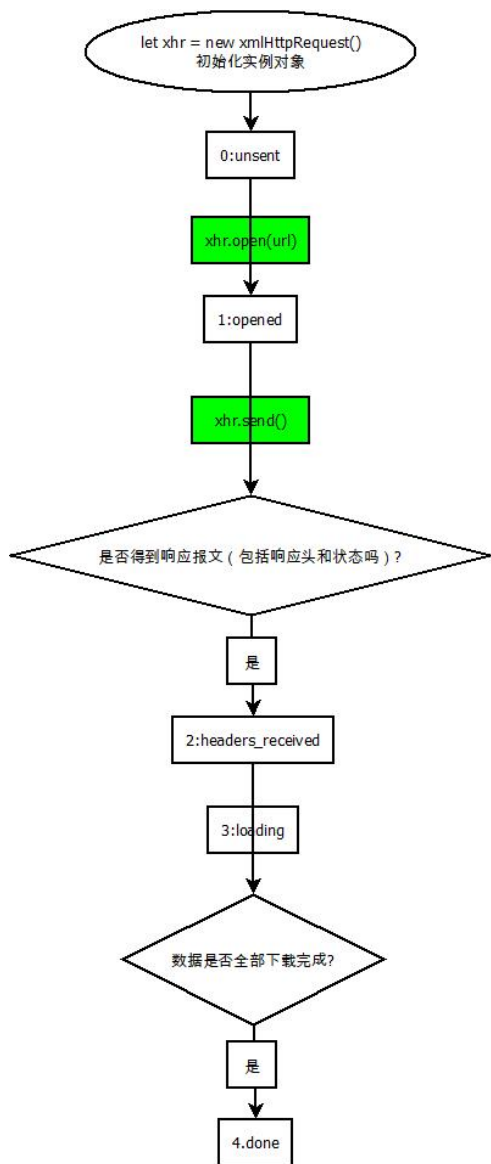 let xhr = new xmlHttpRequest()
初始化实例对象
0:unsent
xhr.open(url)
1:opened
xhr.send()
是否得到响应报文（包括响应头和状态吗）?
是
2:headers_received
3:loading
数据是否全部下载完成?
是
4.done